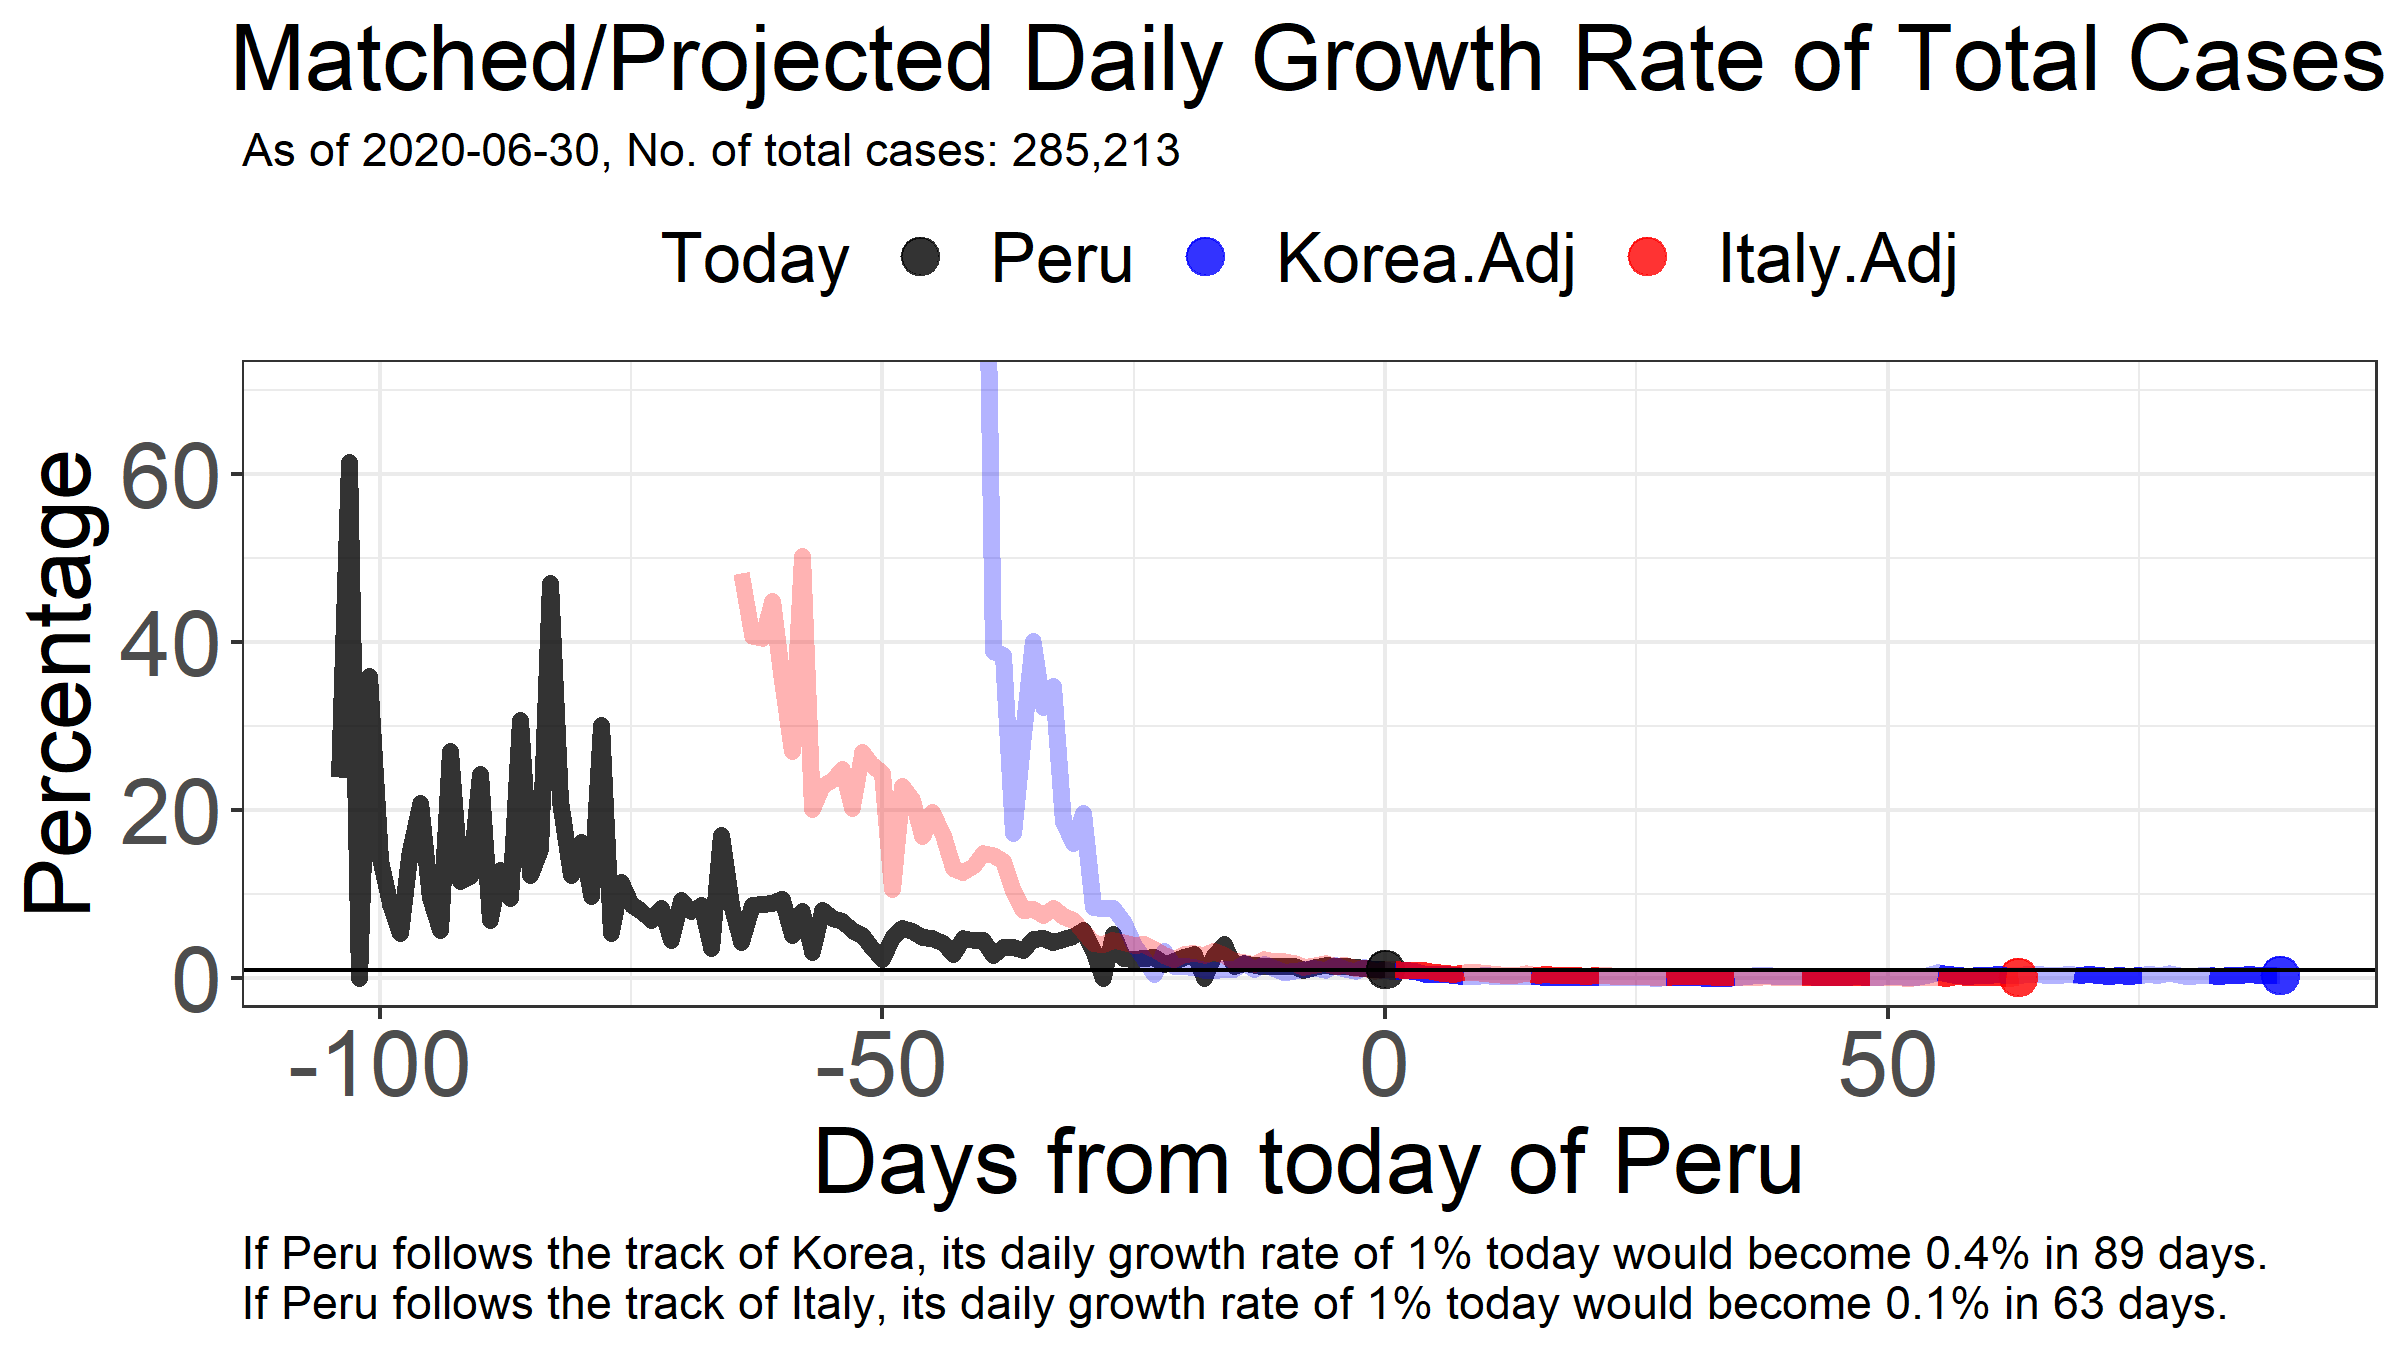 Matched/Projected Daily Growth Rate of Total Cases
As of 2020-06-30, No. of total cases: 285,213
Today Peru Korea.Adj Italy.Adj
Percentage
60
40
20
0
-100 -50 0 50
Days from today of Peru
If Peru follows the track of Korea, its daily growth rate of 1% today would become 0.4% in 89 days.
If Peru follows the track of Italy, its daily growth rate of 1% today would become 0.1% in 63 days.